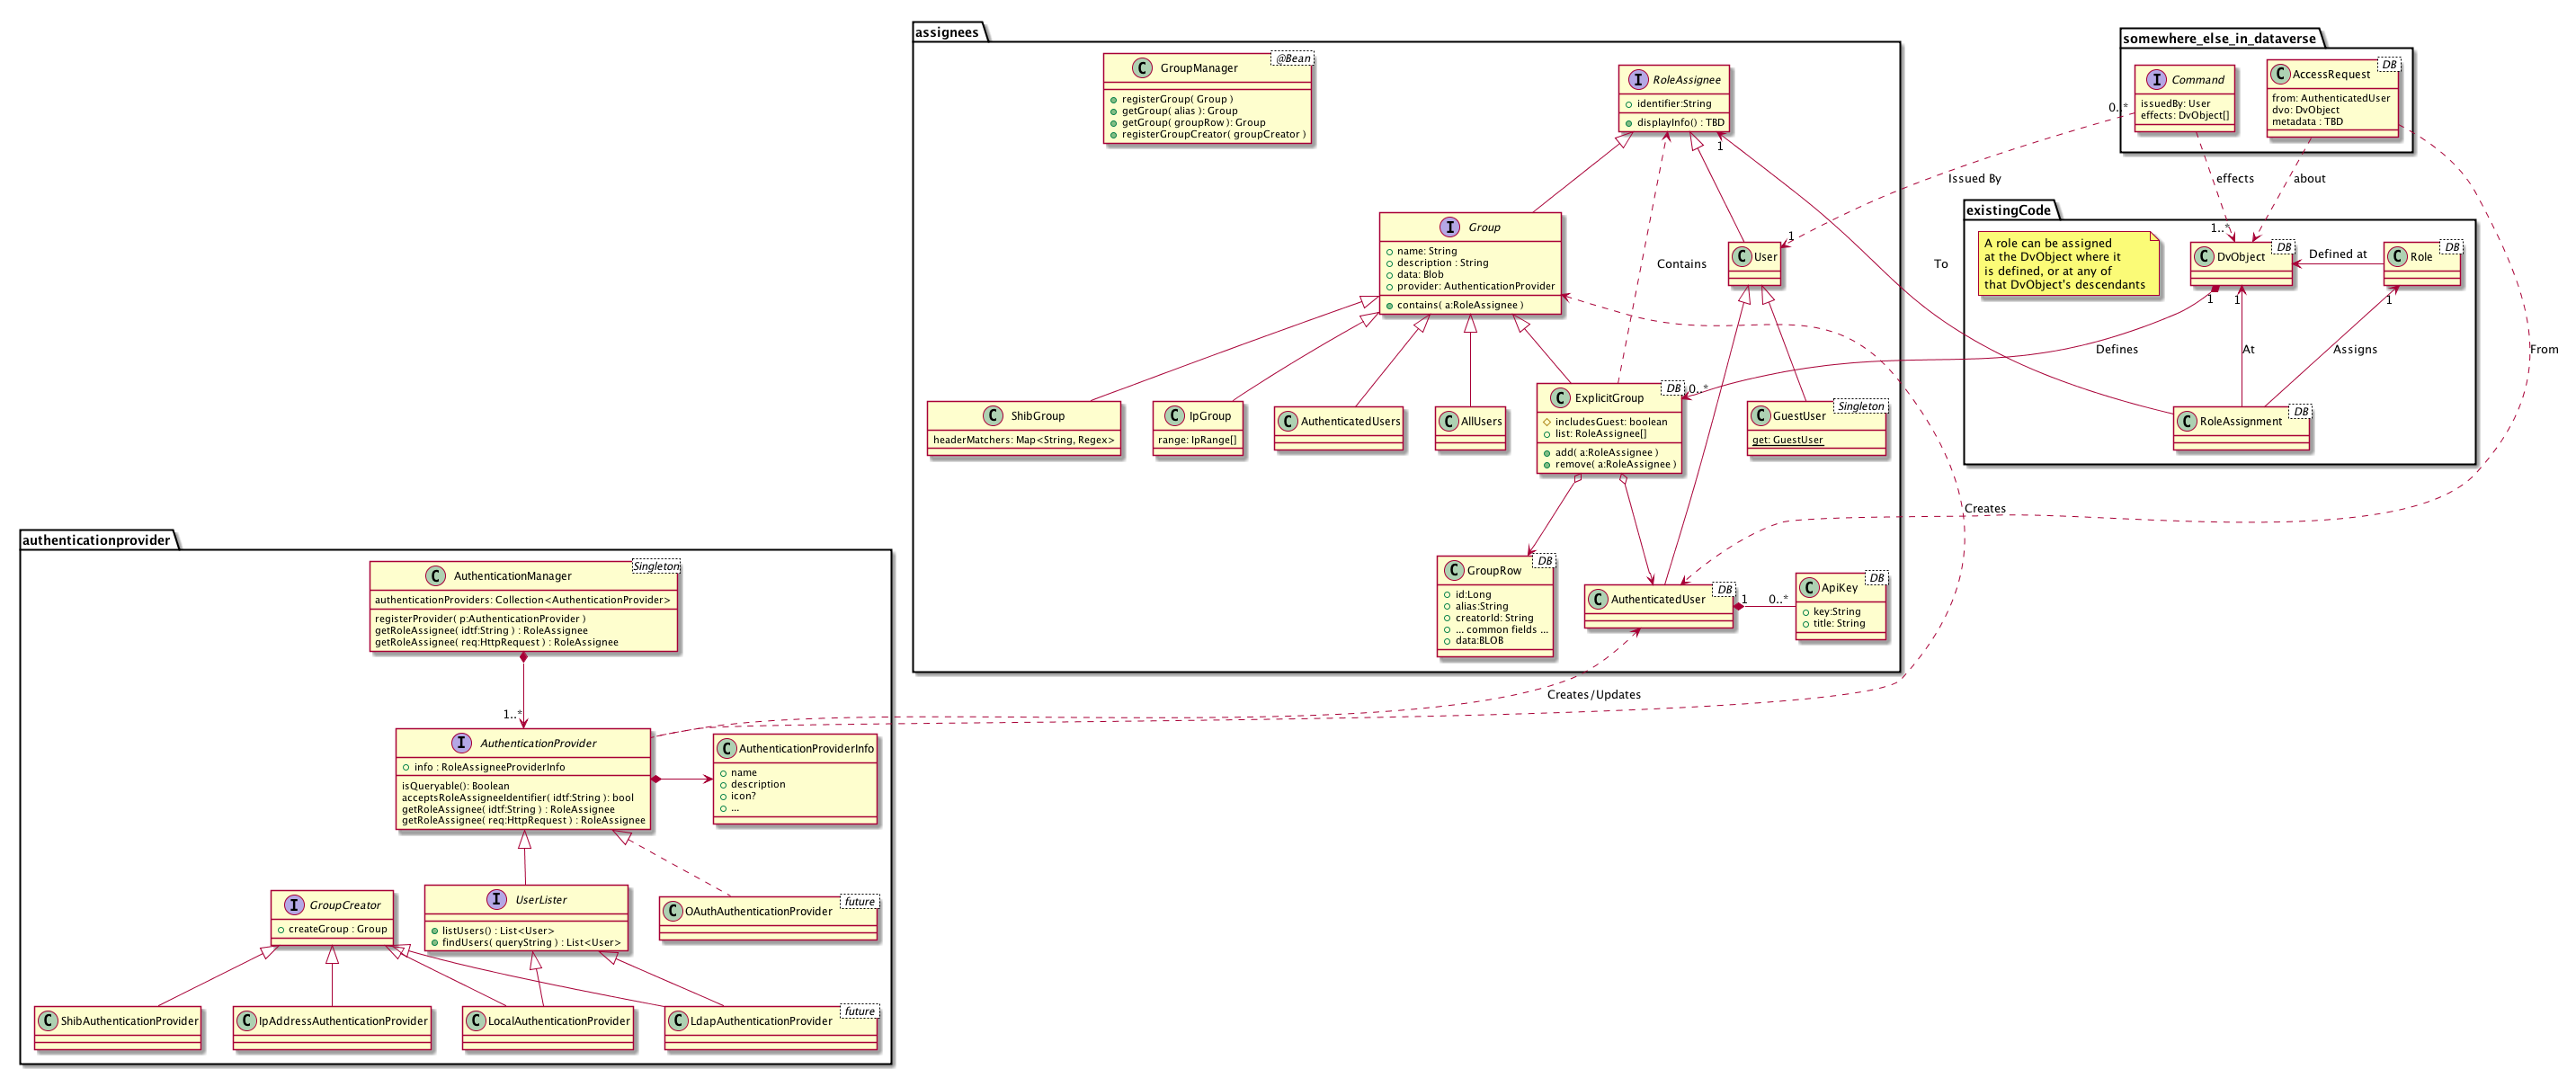 assignees
C GroupManager @Bean
registerGroup( Group )
getGroup( alias ) : Group
getGroup( groupRow ): Group
registerGroupCreator( groupCreator )
I RoleAssignee
identifier:String
displayInfo() : TBD
1
I Group
name: String
description : String
data: Blob
provider: AuthenticationProvider
contains( a:RoleAssignee )
Contains
C User
1
C ShibGroup
headerMatchers: Map<String, Regex>
C IpGroup
range: IpRange[]
C AuthenticatedUsers
C AllUsers
C ExplicitGroup DB
0..*
includesGuest: boolean
list: RoleAssignee[]
add( a:RoleAssignee )
remove( a:RoleAssignee )
C GuestUser Singleton
get: GuestUser
C GroupRow DB
id:Long
alias:String
creatorId: String
... common fields ...
data:BLOB
C AuthenticatedUser DB
1
0..*
C ApiKey DB
key:String
title: String
somewhere_else_in_dataverse
I Command
issuedBy: User
effects: DvObject[]
0..*
C AccessRequest DB
from: AuthenticatedUser
dvo: DvObject
metadata : TBD
Issued By
effects
about
existingCode
A role can be assigned
at the DvObject where it
is defined, or at any of
that DvObject's descendants
1..*
C DvObject DB
Defined at
C Role DB
1
1
1
To
Defines
At
Assigns
From
C RoleAssignment DB
Creates
authenticationprovider
C AuthenticationManager Singleton
authenticationProviders: Collection<AuthenticationProvider>
registerProvider( p:AuthenticationProvider )
getRoleAssignee( idtf:String ) : RoleAssignee
getRoleAssignee( req:HttpRequest ) : RoleAssignee
1..*
Creates/Updates
I AuthenticationProvider
info : RoleAssigneeProviderInfo
isQueryable(): Boolean
acceptsRoleAssigneeIdentifier( idtf:String ): bool
getRoleAssignee( idtf:String ) : RoleAssignee
getRoleAssignee( req:HttpRequest ) : RoleAssignee
C AuthenticationProviderInfo
name
description
icon?
...
I GroupCreator
createGroup : Group
I UserLister
listUsers() : List<User>
findUsers( queryString ) : List<User>
C OAuthAuthenticationProvider future
C ShibAuthenticationProvider
C IpAddressAuthenticationProvider
C LocalAuthenticationProvider
C LdapAuthenticationProvider future